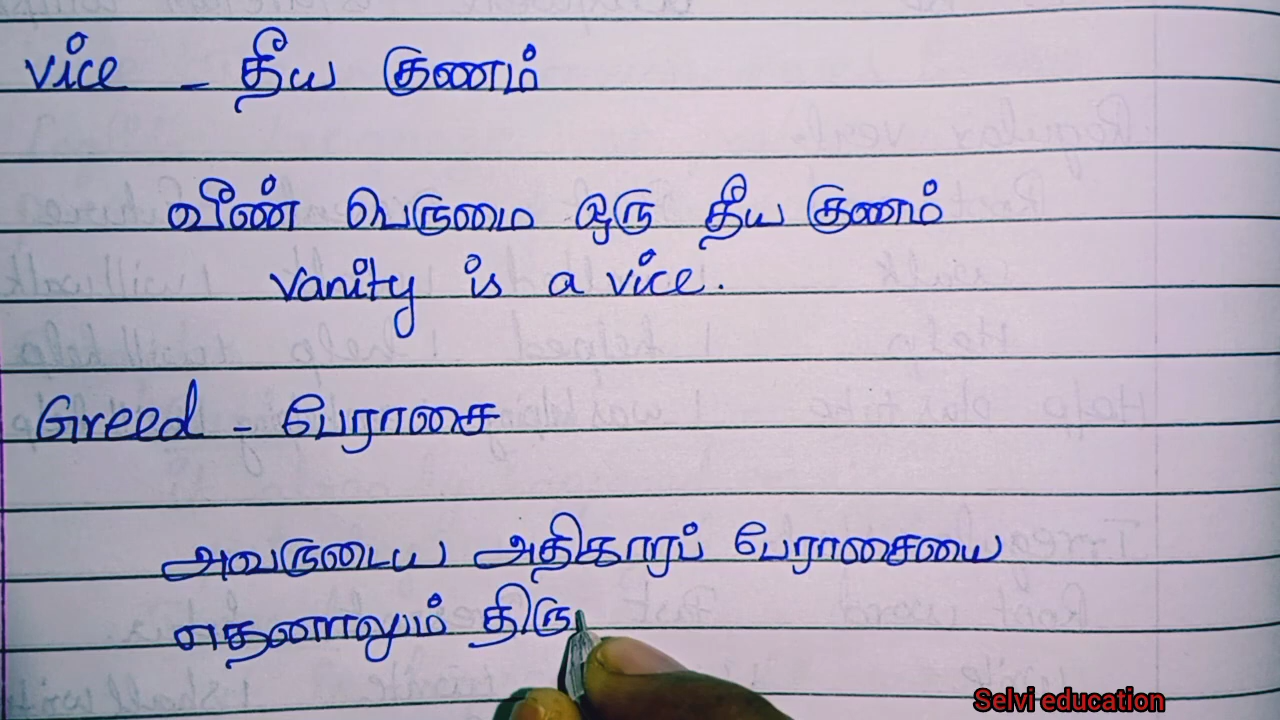 Vice - தீய குணம்
வீண் பெருமை ஒரு தீய குணம்
Vanity is a vice.
Greed - பேராசை
அவருடைய அதிகாரப் பேராசையை
எதனாலும் திரு
Selvi education